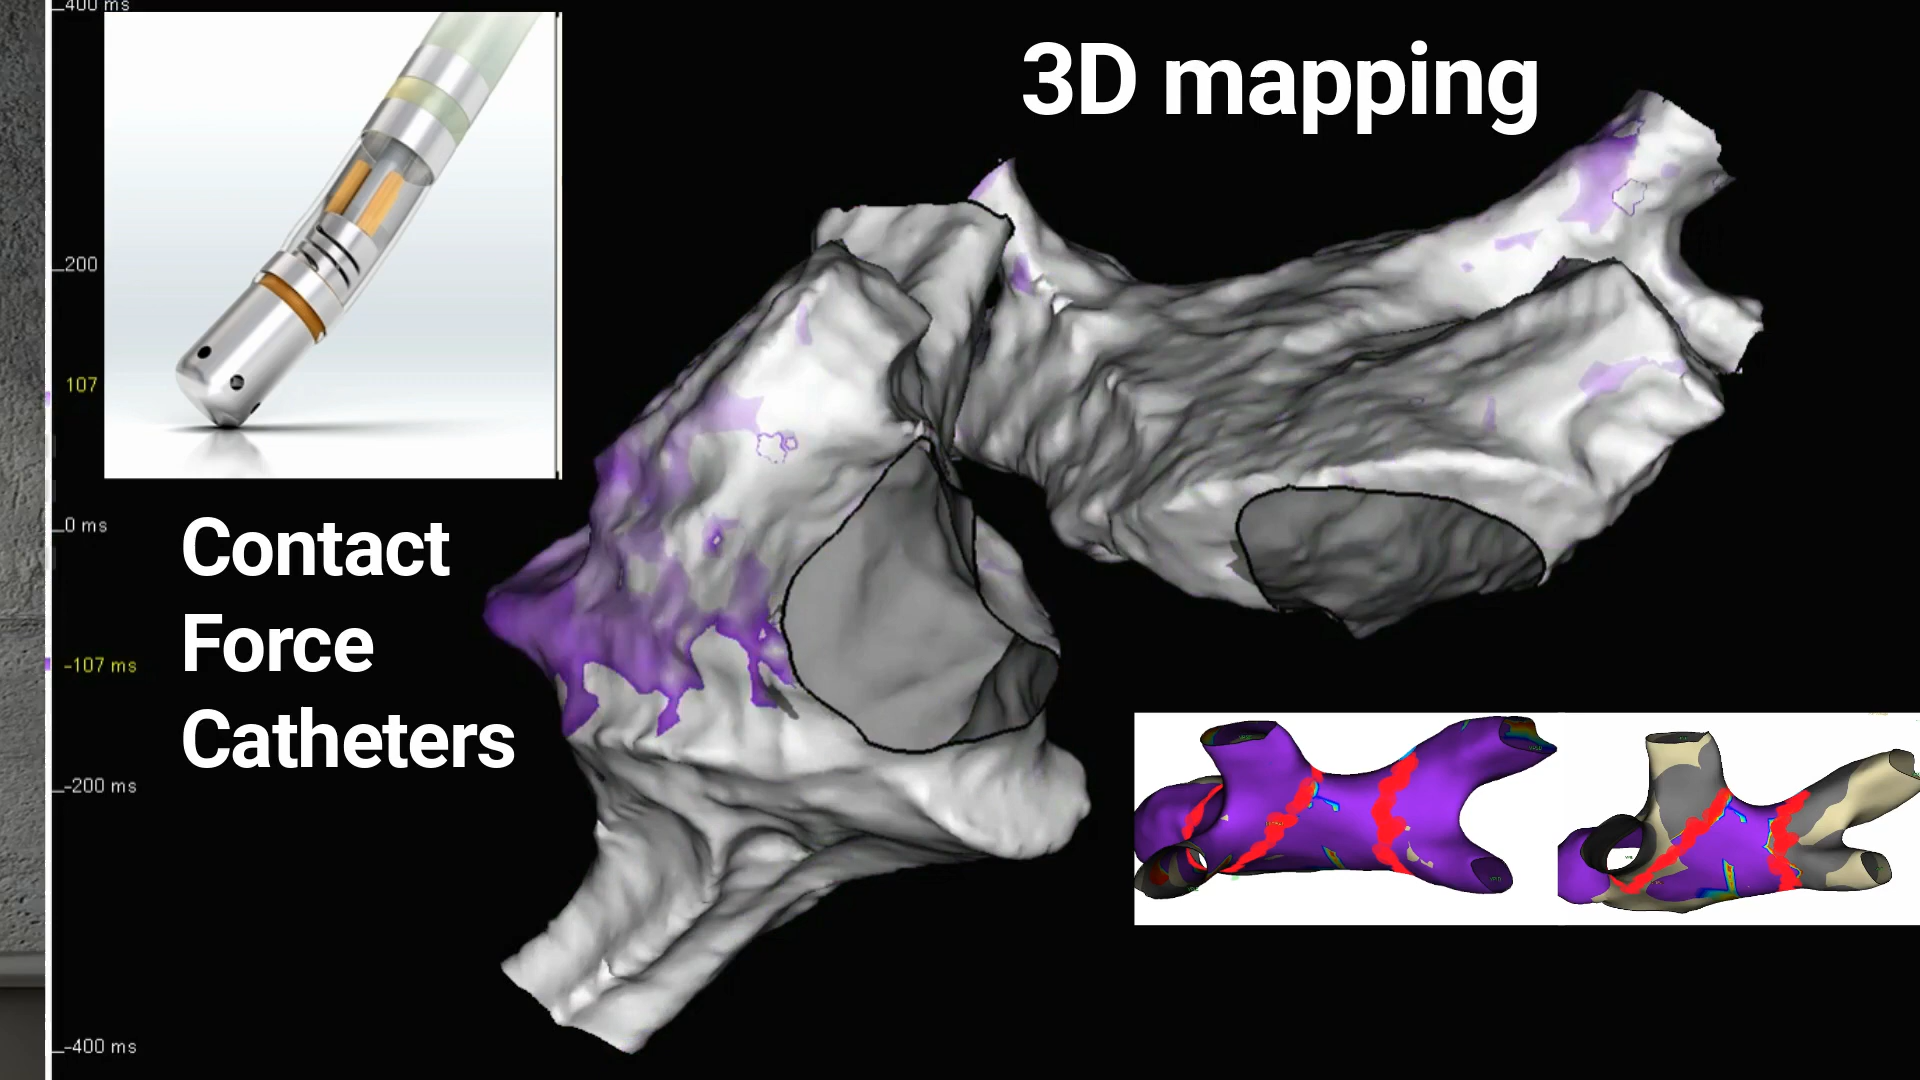 400 ms
3D mapping
200
107
Contact
0 ms
Force
-107 ms
Catheters
-200 ms
-400 ms